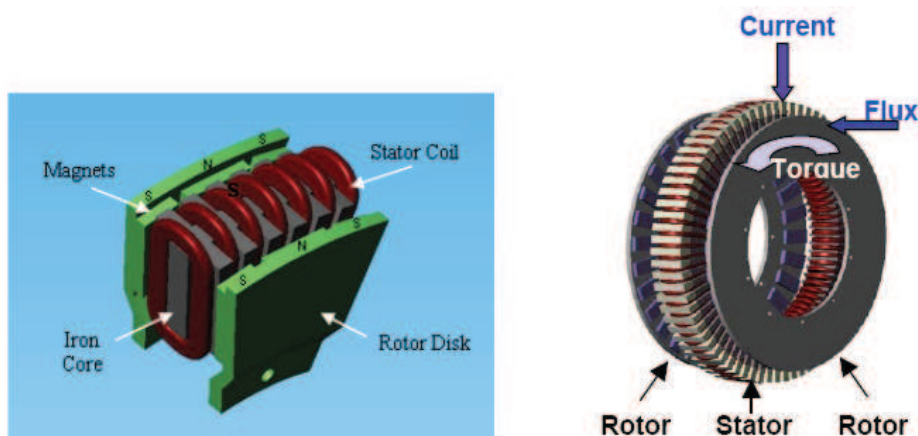 Magnets
Stator Coil
Iron
Core
Rotor Disk
S
N
S
S
S
N
S
Current
Flux
Torque
Rotor
Stator
Rotor